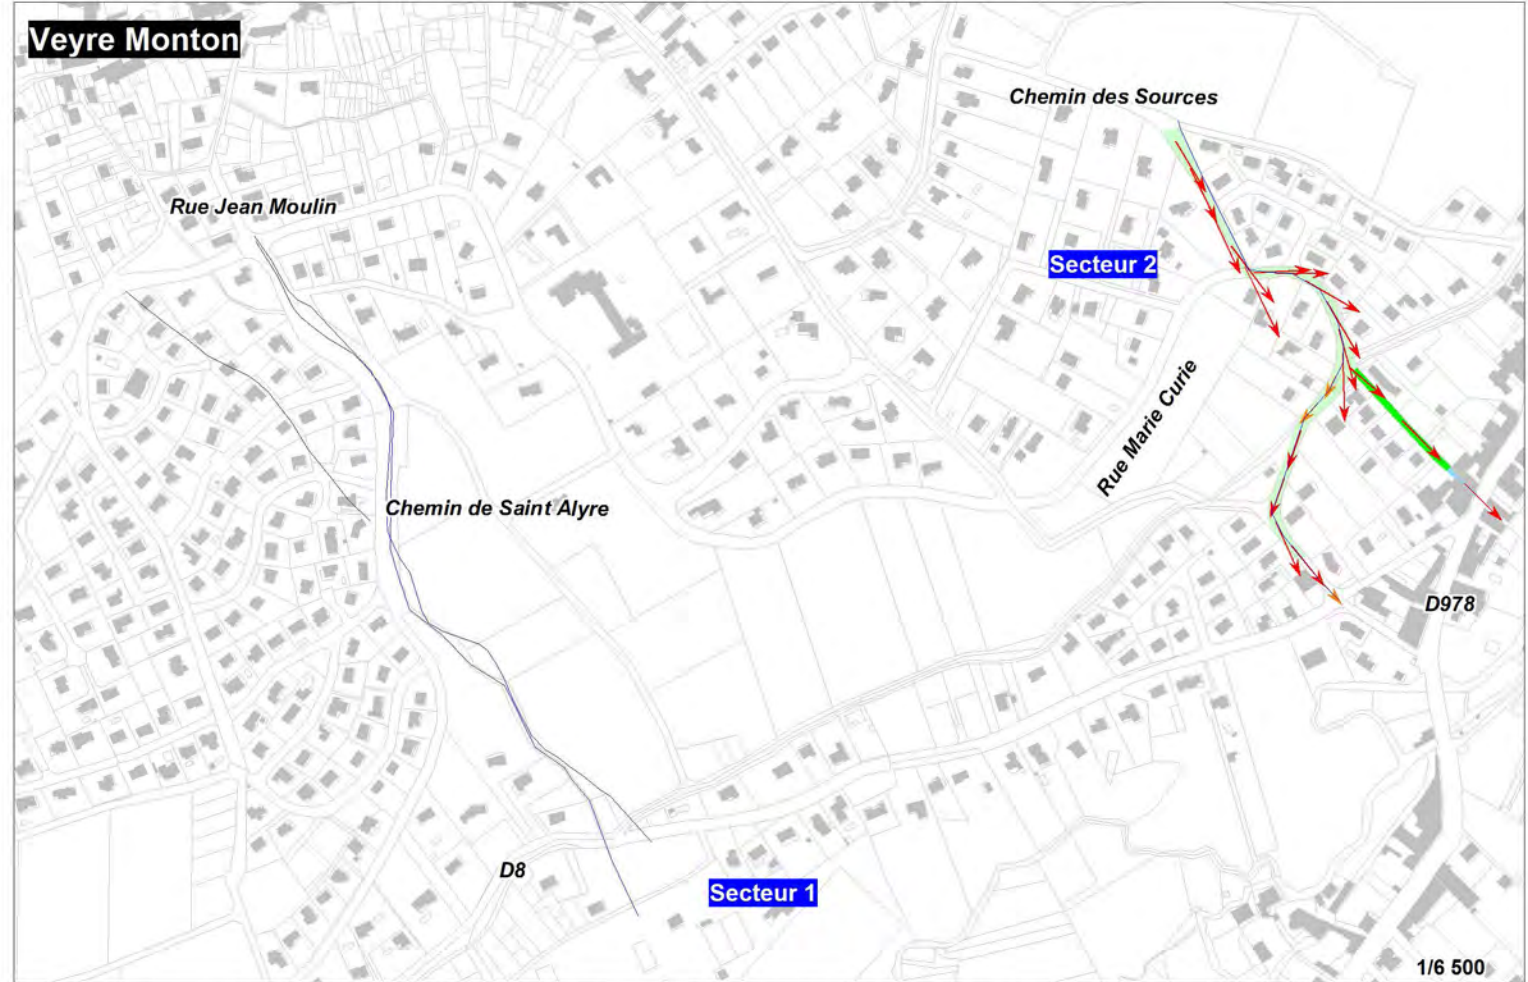 Veyre Monton
Chemin des Sources
Rue Jean Moulin
Secteur 2
Rue Marie Curie
Chemin de Saint Alyre
D978
D8
Secteur 1
1/6 500